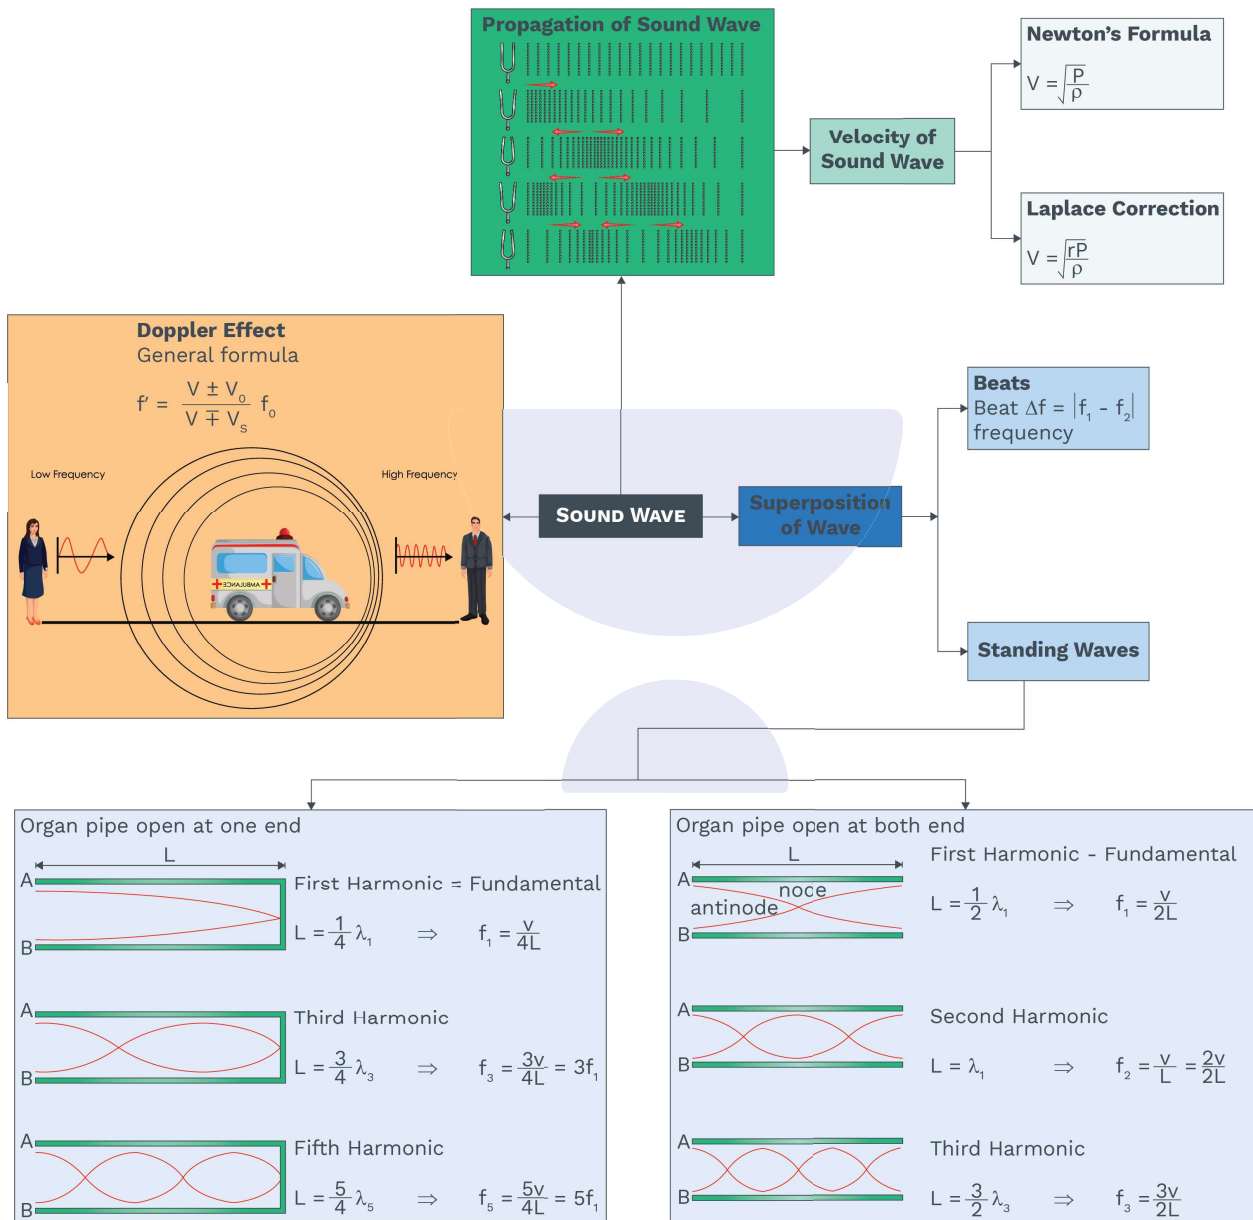 Propagation of Sound Wave
Newton's Formula
V = √(P/ρ)
Velocity of
Sound Wave
Laplace Correction
V = √(rP/ρ)
Doppler Effect
General formula
f' = (V ± V₀)/(V ∓ Vₛ) f₀
Low Frequency
High Frequency
AMBULANCE
SOUND WAVE
Superposition
of Wave
Beats
Beat Δf = |f₁ - f₂|
frequency
Standing Waves
Organ pipe open at one end
L
A
B
First Harmonic = Fundamental
L = 1/4 λ₁ ⇒ f₁ = v/4L
A
B
Third Harmonic
L = 3/4 λ₃ ⇒ f₃ = 3v/4L = 3f₁
A
B
Fifth Harmonic
L = 5/4 λ₅ ⇒ f₅ = 5v/4L = 5f₁
Organ pipe open at both end
L
A
B
noce
antinode
First Harmonic - Fundamental
L = 1/2 λ₁ ⇒ f₁ = v/2L
A
B
Second Harmonic
L = λ₁ ⇒ f₂ = v/L = 2v/2L
A
B
Third Harmonic
L = 3/2 λ₃ ⇒ f₃ = 3v/2L